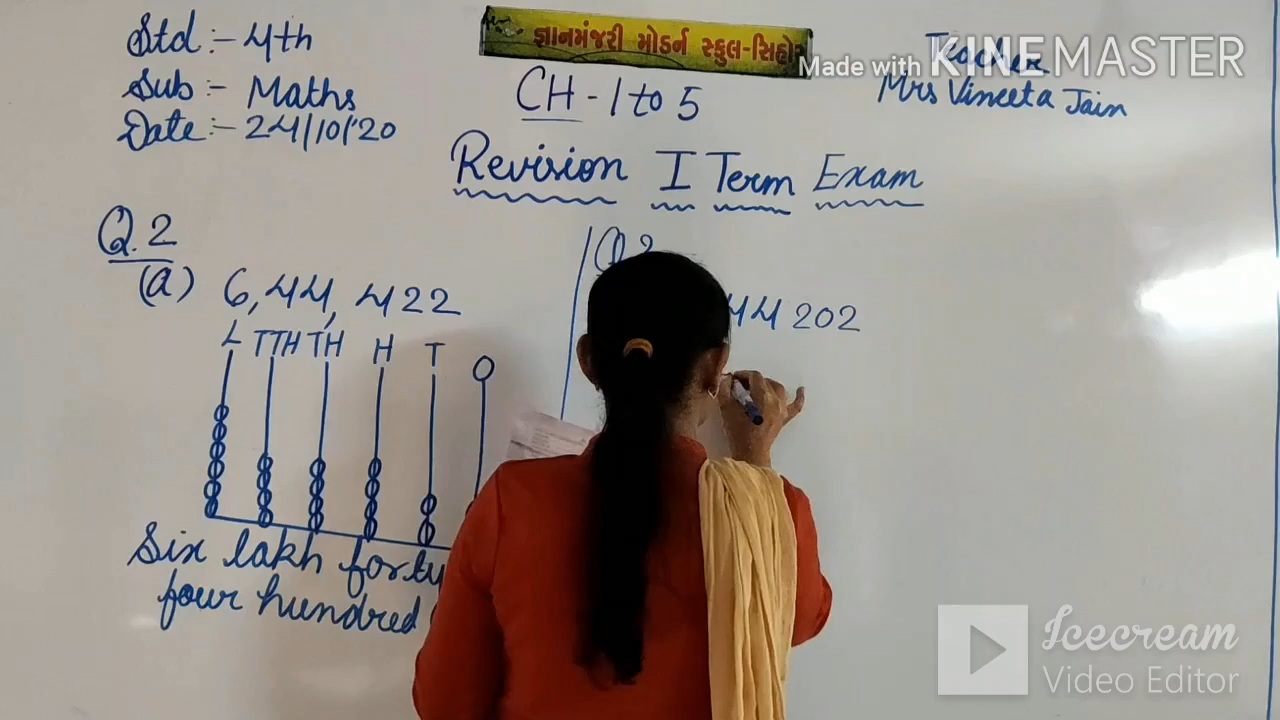 Std :- 4th
Sub :- Maths
Date :- 24/10/'20
જ્ઞાનમંજરી મોડર્ન સ્કુલ-સિહોર
CH - 1 to 5
Made with KINEMASTER
Teacher
Mrs Vineeta Jain
Revision I Term Exam
Q.2
(a) 6,44,422
L TTH TH H T O
Six lakh forty
four hundred
Q 2
44 202
Icecream
Video Editor